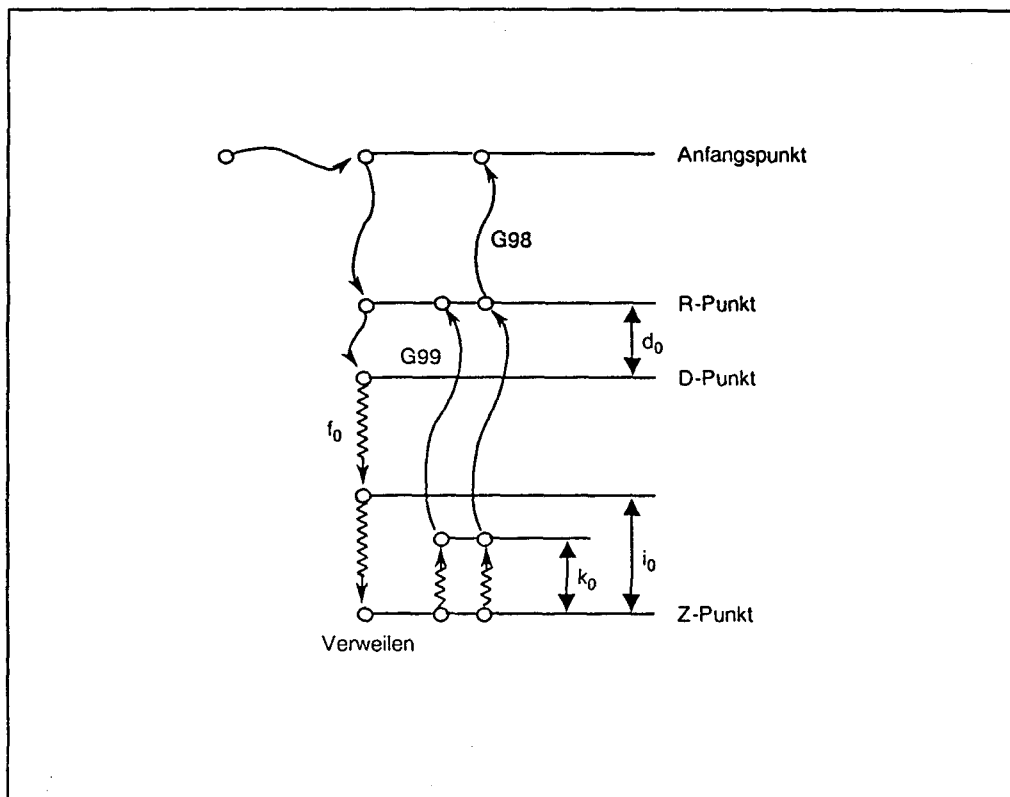 Anfangspunkt
G98
R-Punkt
d₀
G99
D-Punkt
f₀
i₀
k₀
Z-Punkt
Verweilen